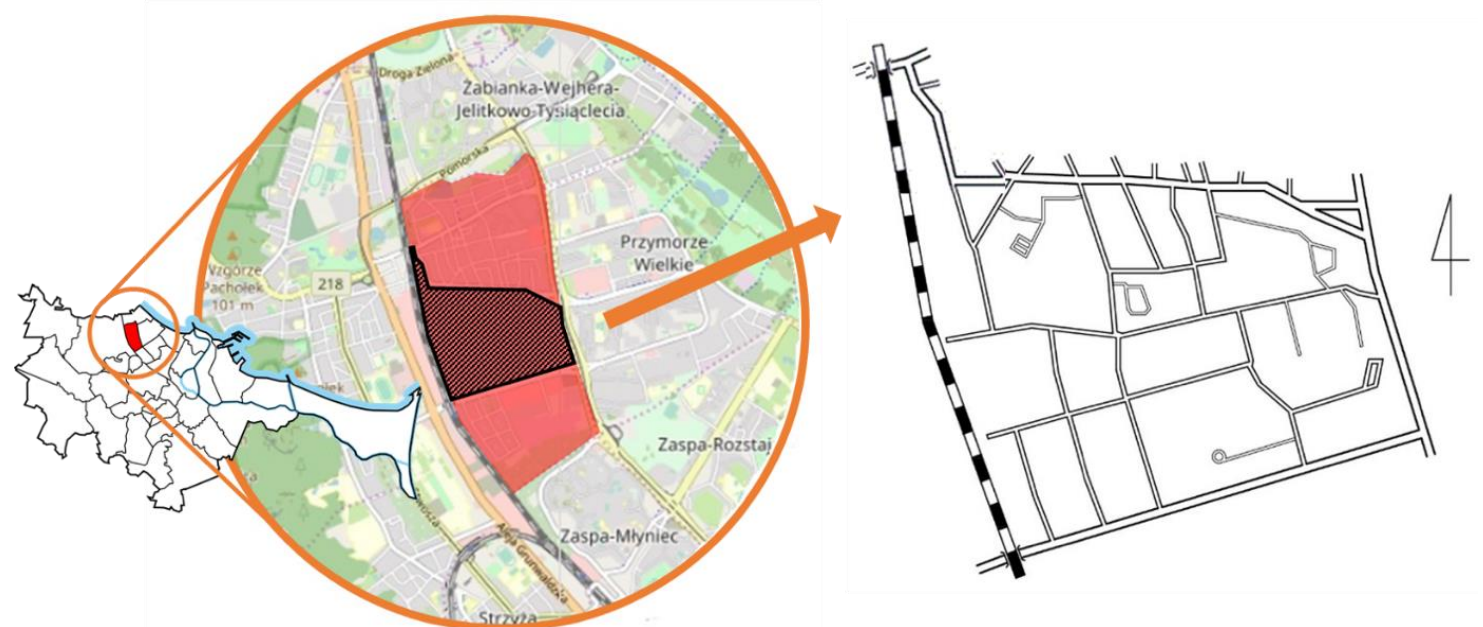 Droga Zielona
Żabianka-Wejhera-
Jelitkowo-Tysiąclecia
Pomorska
Przymorze-
Wielkie
Wzgórze
Pachołek
101 m
218
Zaspa-Rozstaj
Zaspa-Młyniec
Aleja Grunwaldzka
Strzyża